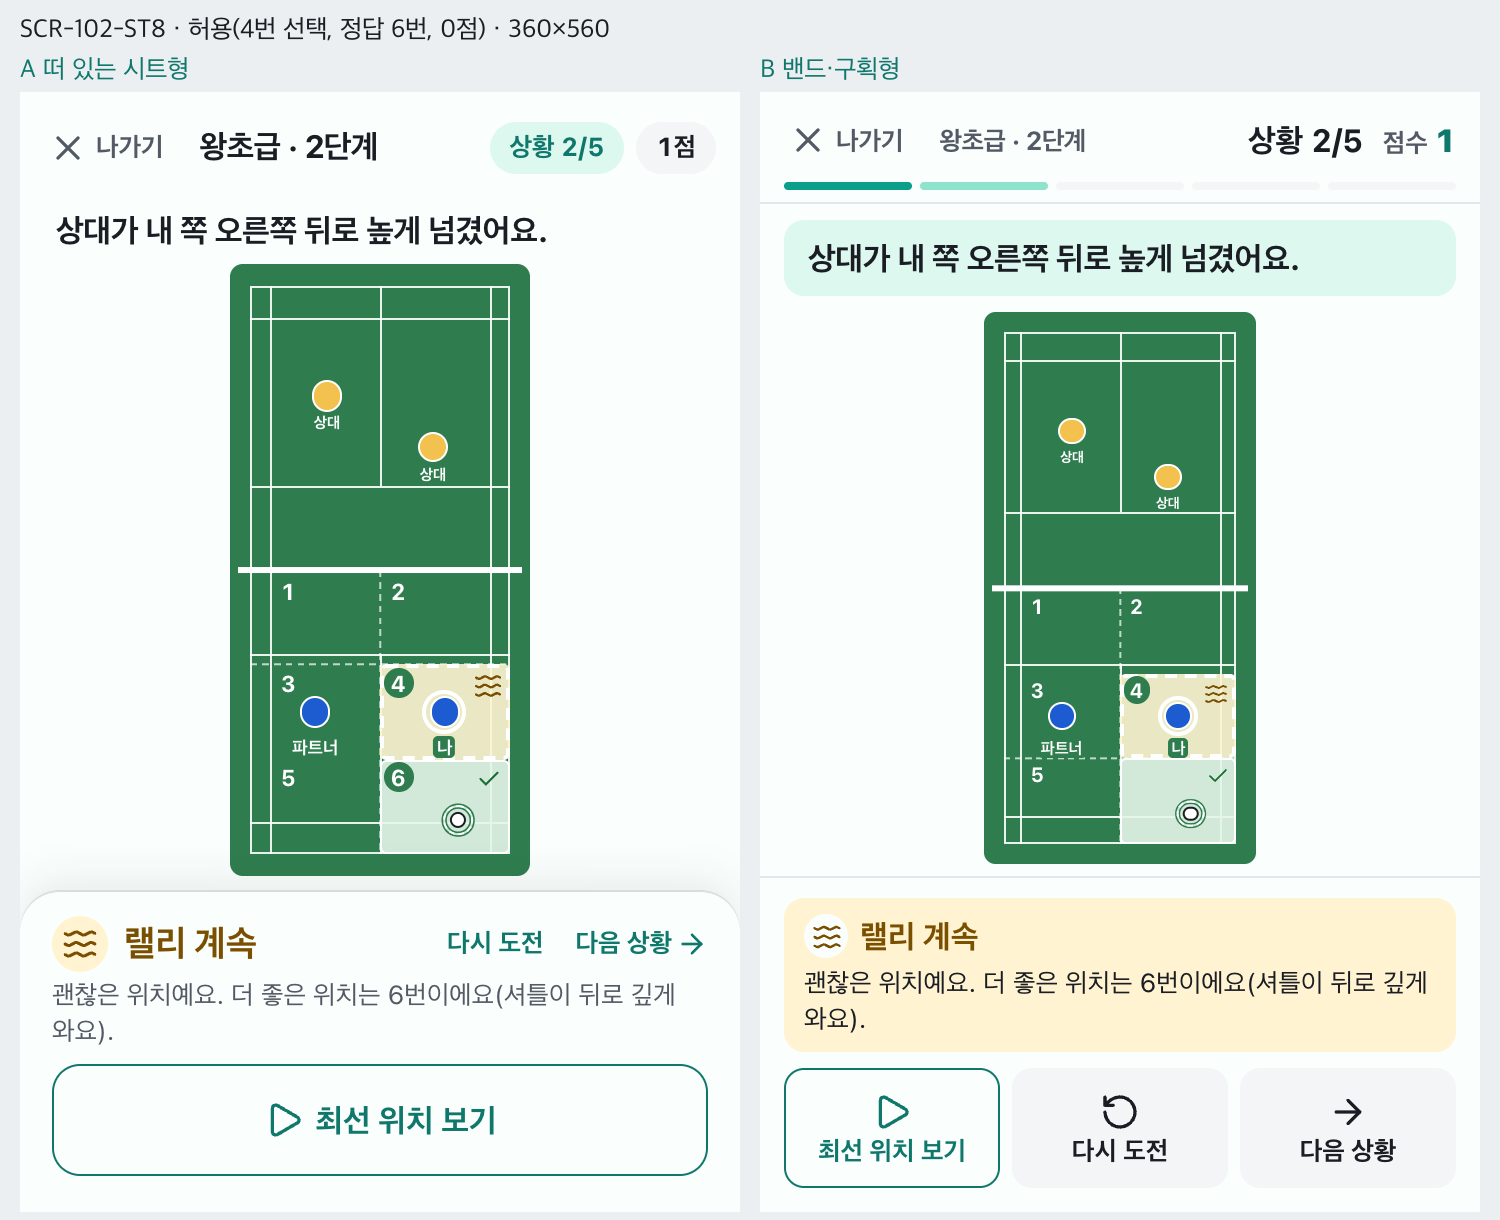 SCR-102-ST8 · 허용(4번 선택, 정답 6번, 0점) · 360×560
A 떠 있는 시트형
나가기 왕초급 · 2단계 상황 2/5 1점
상대가 내 쪽 오른쪽 뒤로 높게 넘겼어요.
상대
상대
1 2
3 4
파트너 나
5 6
랠리 계속 다시 도전 다음 상황
괜찮은 위치예요. 더 좋은 위치는 6번이에요(셔틀이 뒤로 깊게
와요).
최선 위치 보기
B 밴드·구획형
나가기 왕초급 · 2단계 상황 2/5 점수 1
상대가 내 쪽 오른쪽 뒤로 높게 넘겼어요.
상대
상대
1 2
3 4
파트너 나
5
랠리 계속
괜찮은 위치예요. 더 좋은 위치는 6번이에요(셔틀이 뒤로 깊게
와요).
최선 위치 보기 다시 도전 다음 상황